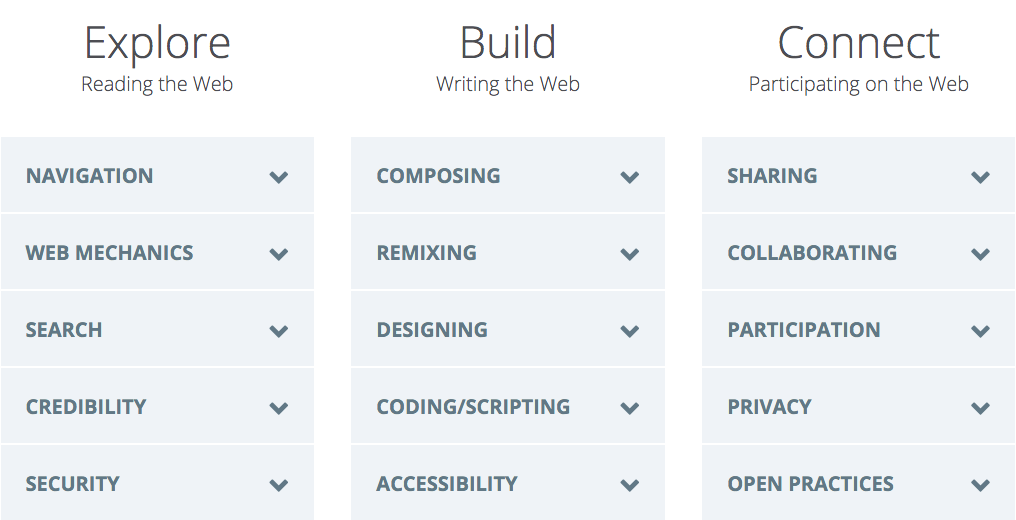 Explore
Reading the Web
NAVIGATION
WEB MECHANICS
SEARCH
CREDIBILITY
SECURITY
Build
Writing the Web
COMPOSING
REMIXING
DESIGNING
CODING/SCRIPTING
ACCESSIBILITY
Connect
Participating on the Web
SHARING
COLLABORATING
PARTICIPATION
PRIVACY
OPEN PRACTICES